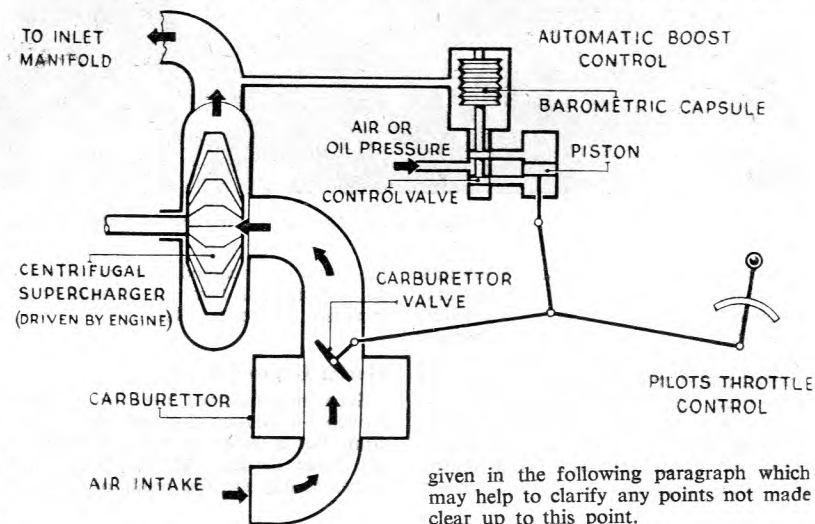 TO INLET
MANIFOLD
AUTOMATIC BOOST
CONTROL
BAROMETRIC CAPSULE
AIR OR
OIL PRESSURE
PISTON
CONTROL VALVE
CENTRIFUGAL
SUPERCHARGER
(DRIVEN BY ENGINE)
CARBURETTOR
VALVE
PILOTS THROTTLE
CONTROL
CARBURETTOR
AIR INTAKE
given in the following paragraph which
may help to clarify any points not made
clear up to this point.